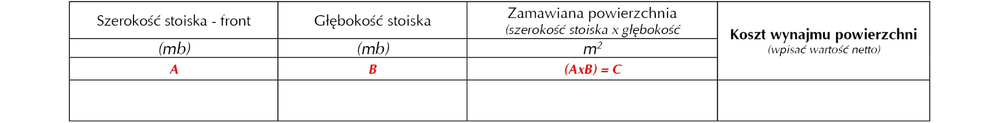 Szerokość stoiska - front
Głębokość stoiska
Zamawiana powierzchnia
(szerokość stoiska x głębokość
Koszt wynajmu powierzchni
(wpisać wartość netto)
(mb)
(mb)
m²
A
B
(AxB) = C